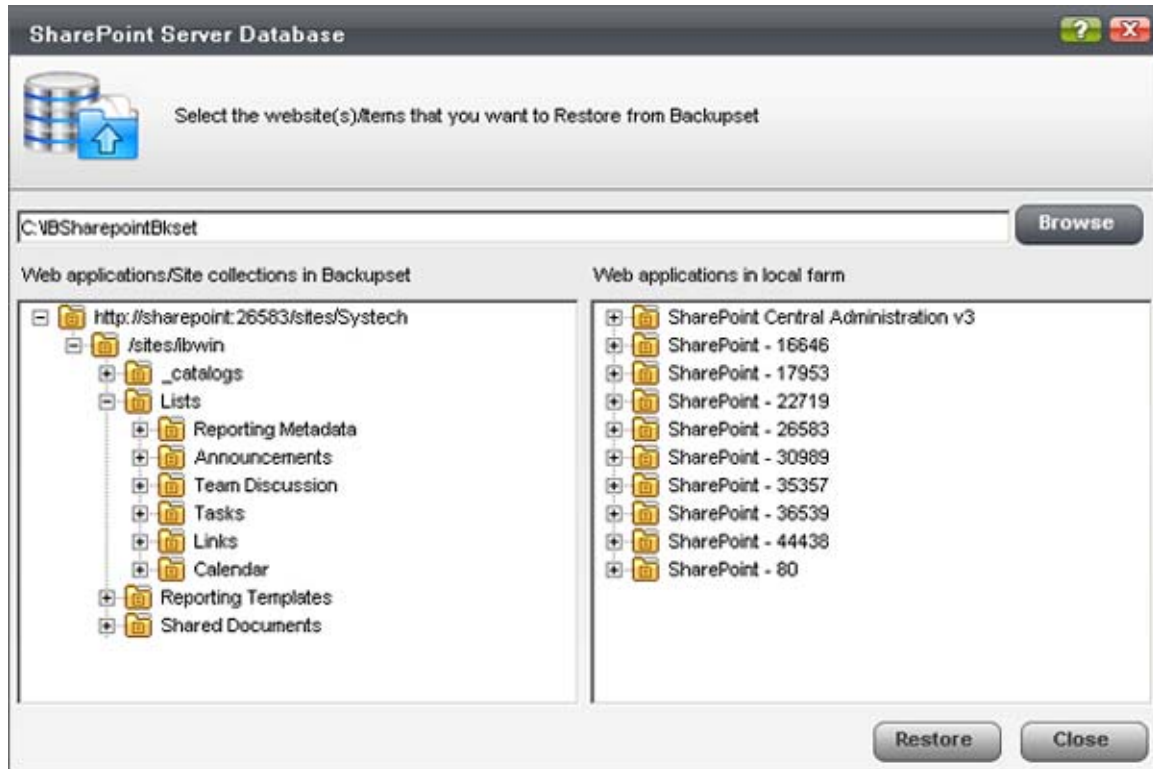 SharePoint Server Database
?
X
Select the website(s)/Items that you want to Restore from Backupset
C:\IBSharepointBkset
Browse
Web applications/Site collections in Backupset
http://sharepoint:26583/sites/Systech
/sites/ibwin
_catalogs
Lists
Reporting Metadata
Announcements
Team Discussion
Tasks
Links
Calendar
Reporting Templates
Shared Documents
Web applications in local farm
SharePoint Central Administration v3
SharePoint - 16646
SharePoint - 17953
SharePoint - 22719
SharePoint - 26583
SharePoint - 30989
SharePoint - 35357
SharePoint - 36539
SharePoint - 44438
SharePoint - 80
Restore
Close